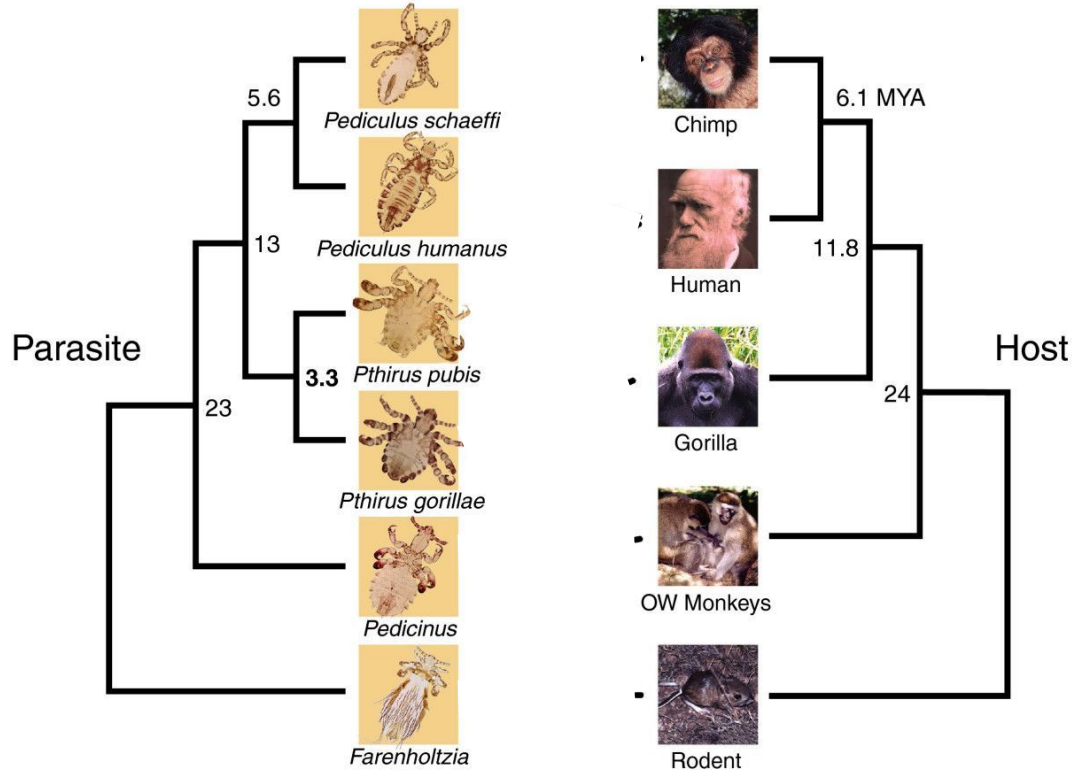 5.6
Pediculus schaeffi
6.1 MYA
Chimp
13
Pediculus humanus
11.8
Human
Parasite
3.3
Pthirus pubis
Host
23
24
Gorilla
Pthirus gorillae
Pedicinus
OW Monkeys
Farenholtzia
Rodent